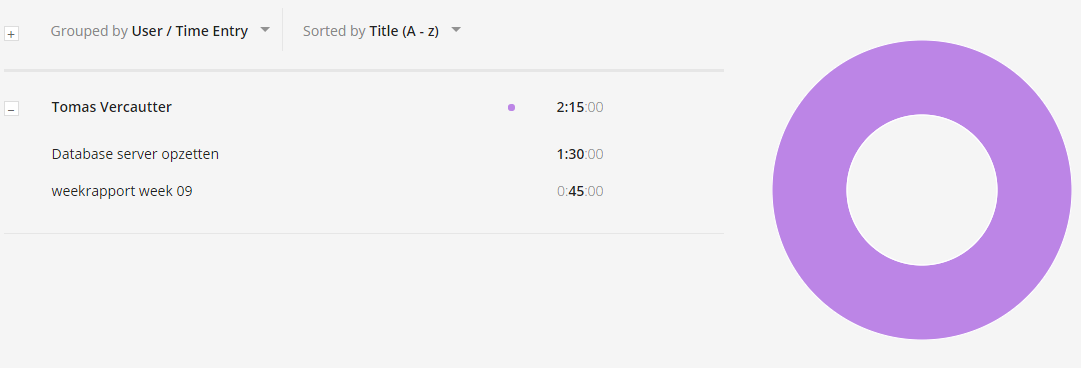 Grouped by User / Time Entry Sorted by Title (A - z)
Tomas Vercautter 2:15:00
Database server opzetten 1:30:00
weekrapport week 09 0:45:00